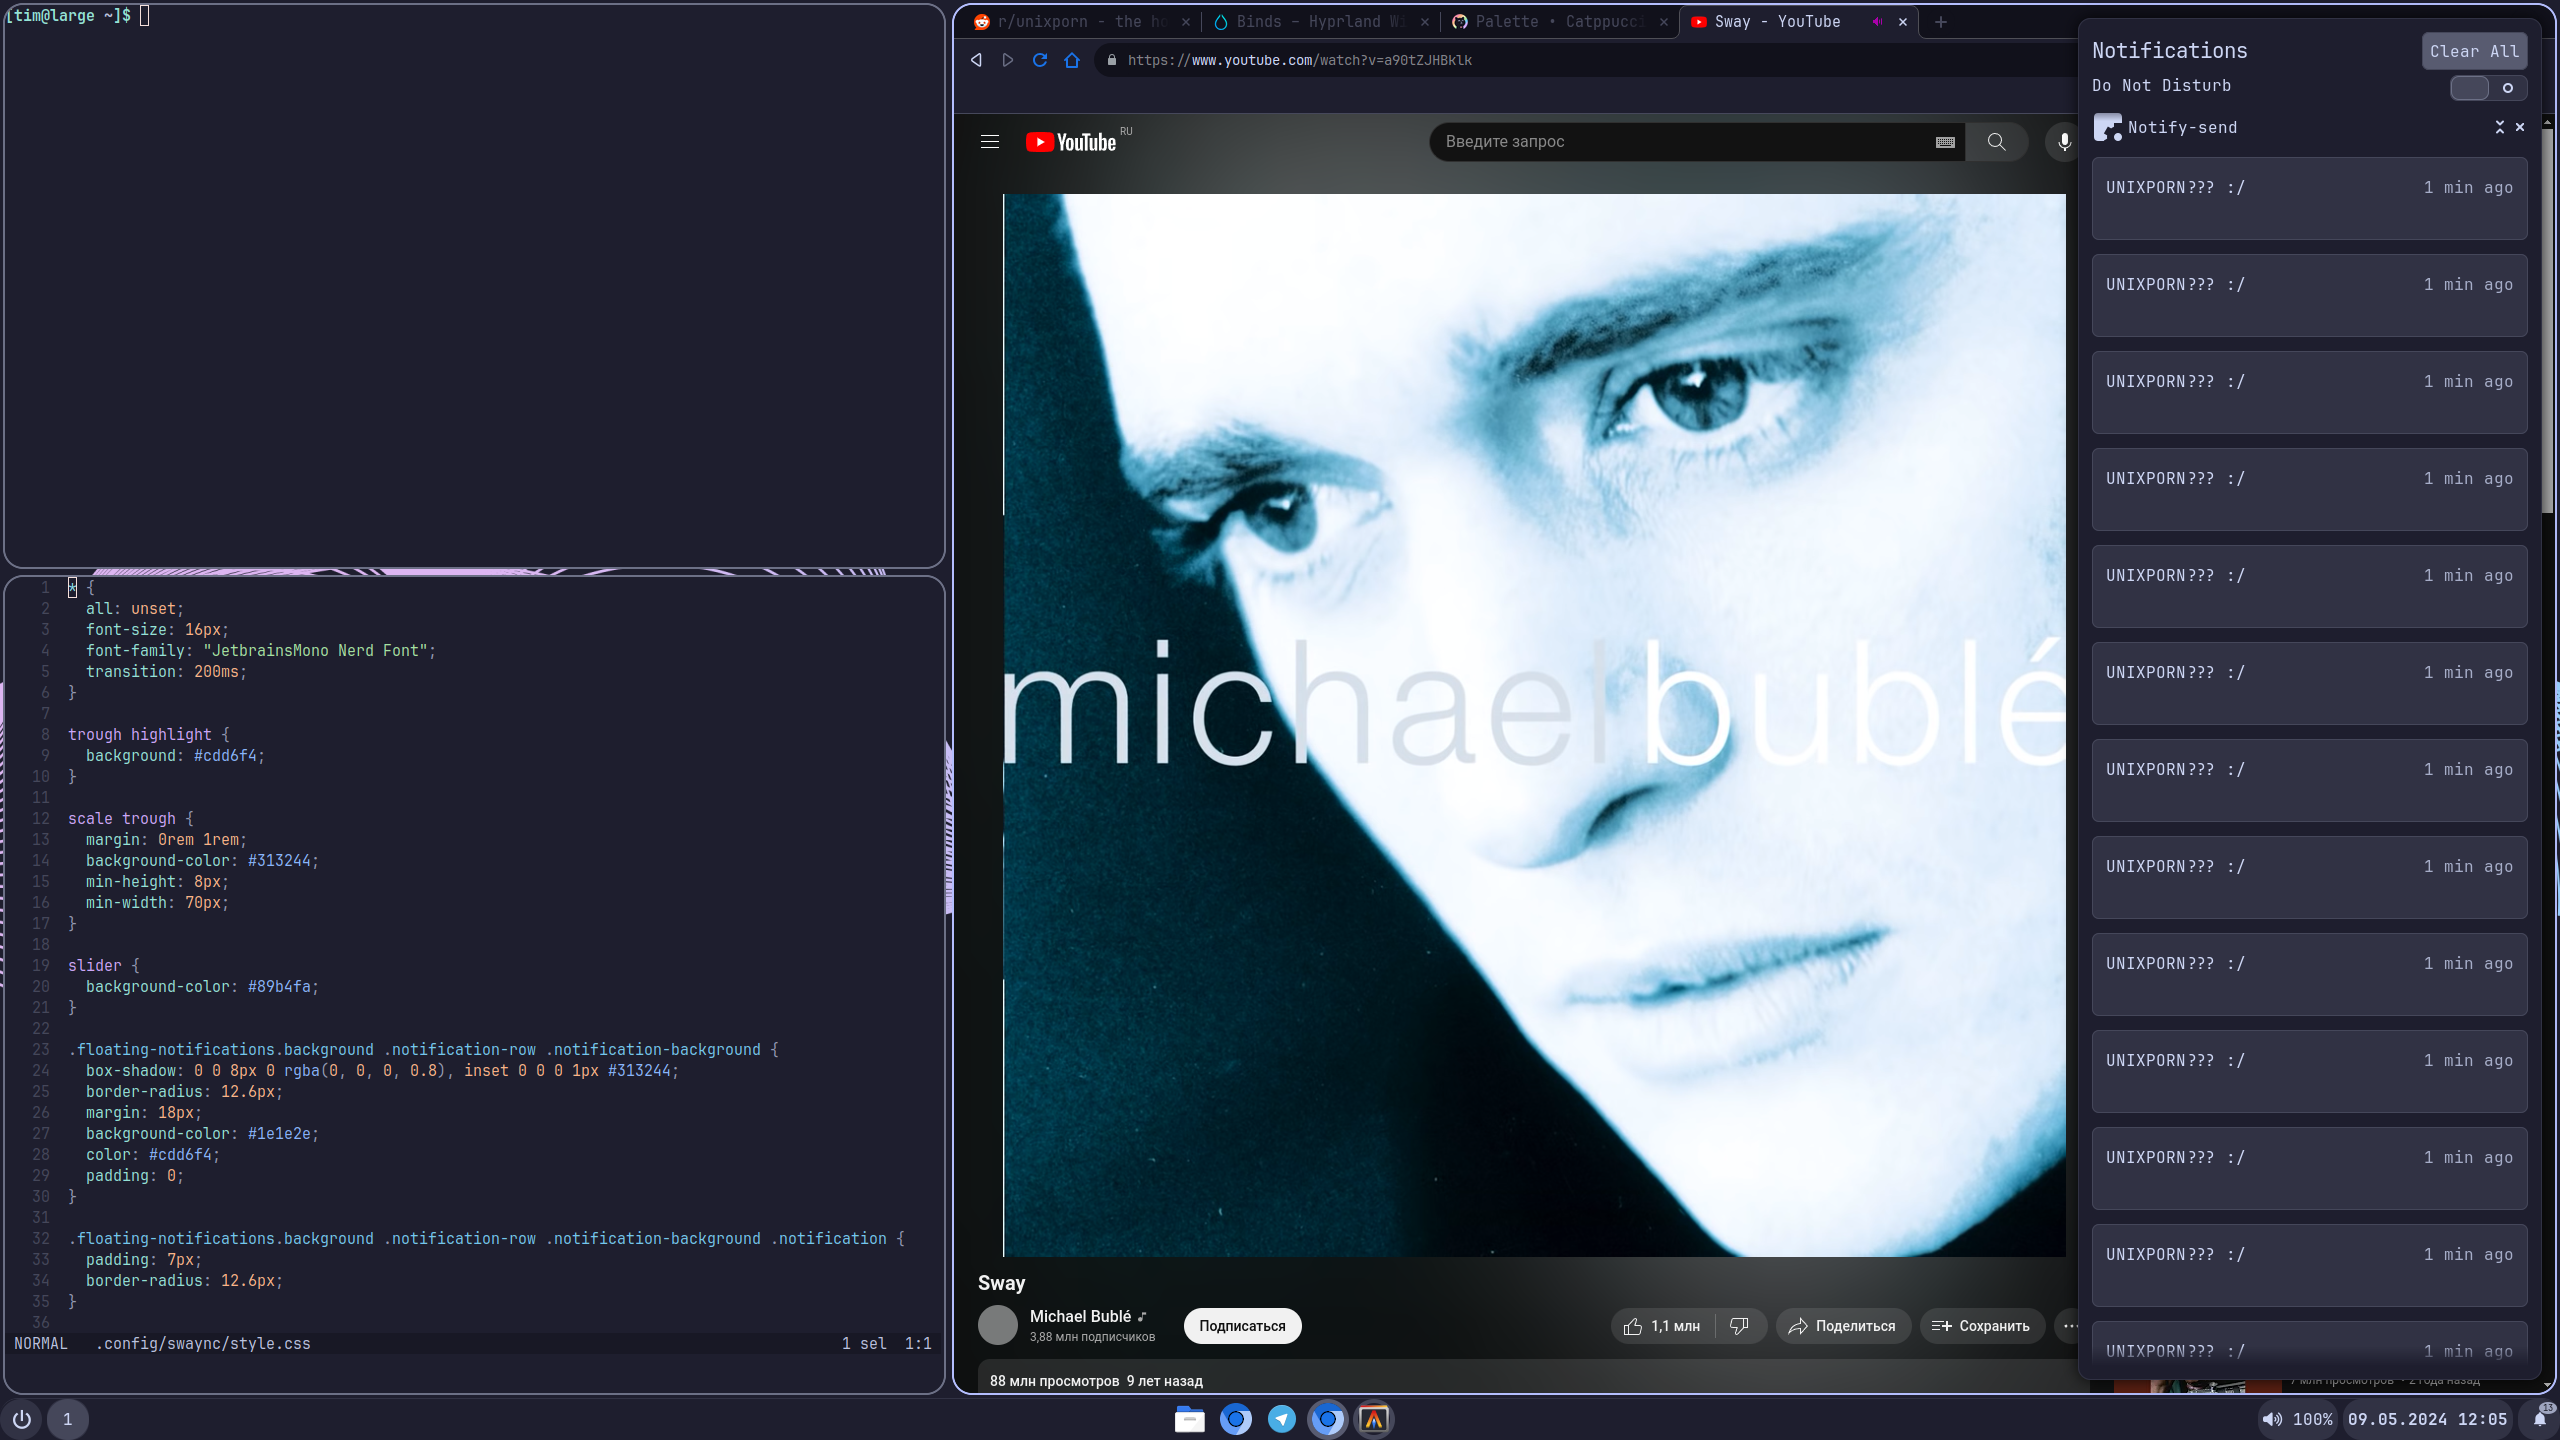 [tim@large ~]$
1 * {
2 all: unset;
3 font-size: 16px;
4 font-family: "JetbrainsMono Nerd Font";
5 transition: 200ms;
6 }
7
8 trough highlight {
9 background: #cdd6f4;
10 }
11
12 scale trough {
13 margin: 0rem 1rem;
14 background-color: #313244;
15 min-height: 8px;
16 min-width: 70px;
17 }
18
19 slider {
20 background-color: #89b4fa;
21 }
22
23 .floating-notifications.background .notification-row .notification-background {
24 box-shadow: 0 0 8px 0 rgba(0, 0, 0, 0.8), inset 0 0 0 1px #313244;
25 border-radius: 12.6px;
26 margin: 18px;
27 background-color: #1e1e2e;
28 color: #cdd6f4;
29 padding: 0;
30 }
31
32 .floating-notifications.background .notification-row .notification-background .notification {
33 padding: 7px;
34 border-radius: 12.6px;
35 }
36
NORMAL .config/swaync/style.css 1 sel 1:1
r/unixporn - the ho
Binds – Hyprland Wi
Palette • Catppucci
Sway - YouTube
https://www.youtube.com/watch?v=a90tZJHBklk
YouTube RU
Введите запрос
michaelbublé
Sway
Michael Bublé
3,88 млн подписчиков
Подписаться
1,1 млн
Поделиться
Сохранить
88 млн просмотров 9 лет назад
7 млн просмотров • 2 года назад
Notifications
Clear All
Do Not Disturb
Notify-send
UNIXPORN??? :/ 1 min ago
UNIXPORN??? :/ 1 min ago
UNIXPORN??? :/ 1 min ago
UNIXPORN??? :/ 1 min ago
UNIXPORN??? :/ 1 min ago
UNIXPORN??? :/ 1 min ago
UNIXPORN??? :/ 1 min ago
UNIXPORN??? :/ 1 min ago
UNIXPORN??? :/ 1 min ago
UNIXPORN??? :/ 1 min ago
UNIXPORN??? :/ 1 min ago
UNIXPORN??? :/ 1 min ago
UNIXPORN??? :/ 1 min ago
1
100%
09.05.2024 12:05
13